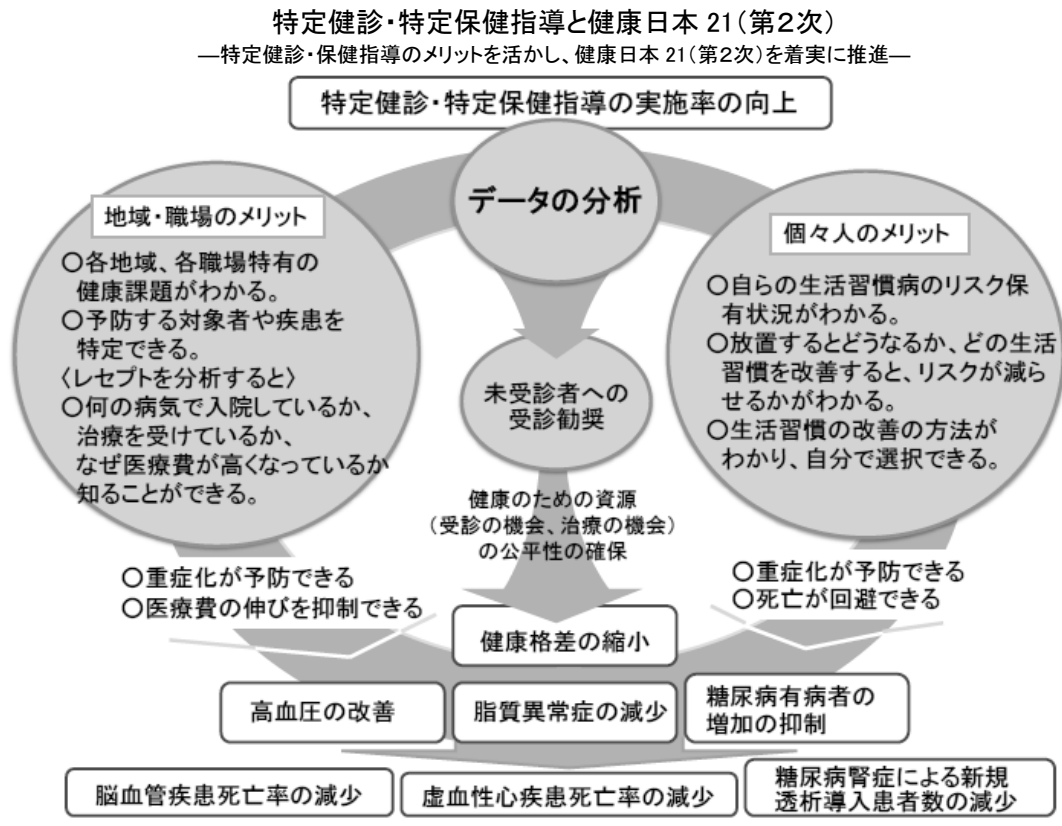 特定健診・特定保健指導と健康日本 21（第２次）
―特定健診・保健指導のメリットを活かし、健康日本 21（第２次）を着実に推進―
特定健診・特定保健指導の実施率の向上
データの分析
地域・職場のメリット
○各地域、各職場特有の
健康課題がわかる。
○予防する対象者や疾患を
特定できる。
〈レセプトを分析すると〉
○何の病気で入院しているか、
治療を受けているか、
なぜ医療費が高くなっているか
知ることができる。
個々人のメリット
○自らの生活習慣病のリスク保
有状況がわかる。
○放置するとどうなるか、どの生活
習慣を改善すると、リスクが減ら
せるかがわかる。
○生活習慣の改善の方法が
わかり、自分で選択できる。
未受診者への
受診勧奨
健康のための資源
（受診の機会、治療の機会）
の公平性の確保
○重症化が予防できる
○医療費の伸びを抑制できる
○重症化が予防できる
○死亡が回避できる
健康格差の縮小
高血圧の改善
脂質異常症の減少
糖尿病有病者の
増加の抑制
脳血管疾患死亡率の減少
虚血性心疾患死亡率の減少
糖尿病腎症による新規
透析導入患者数の減少